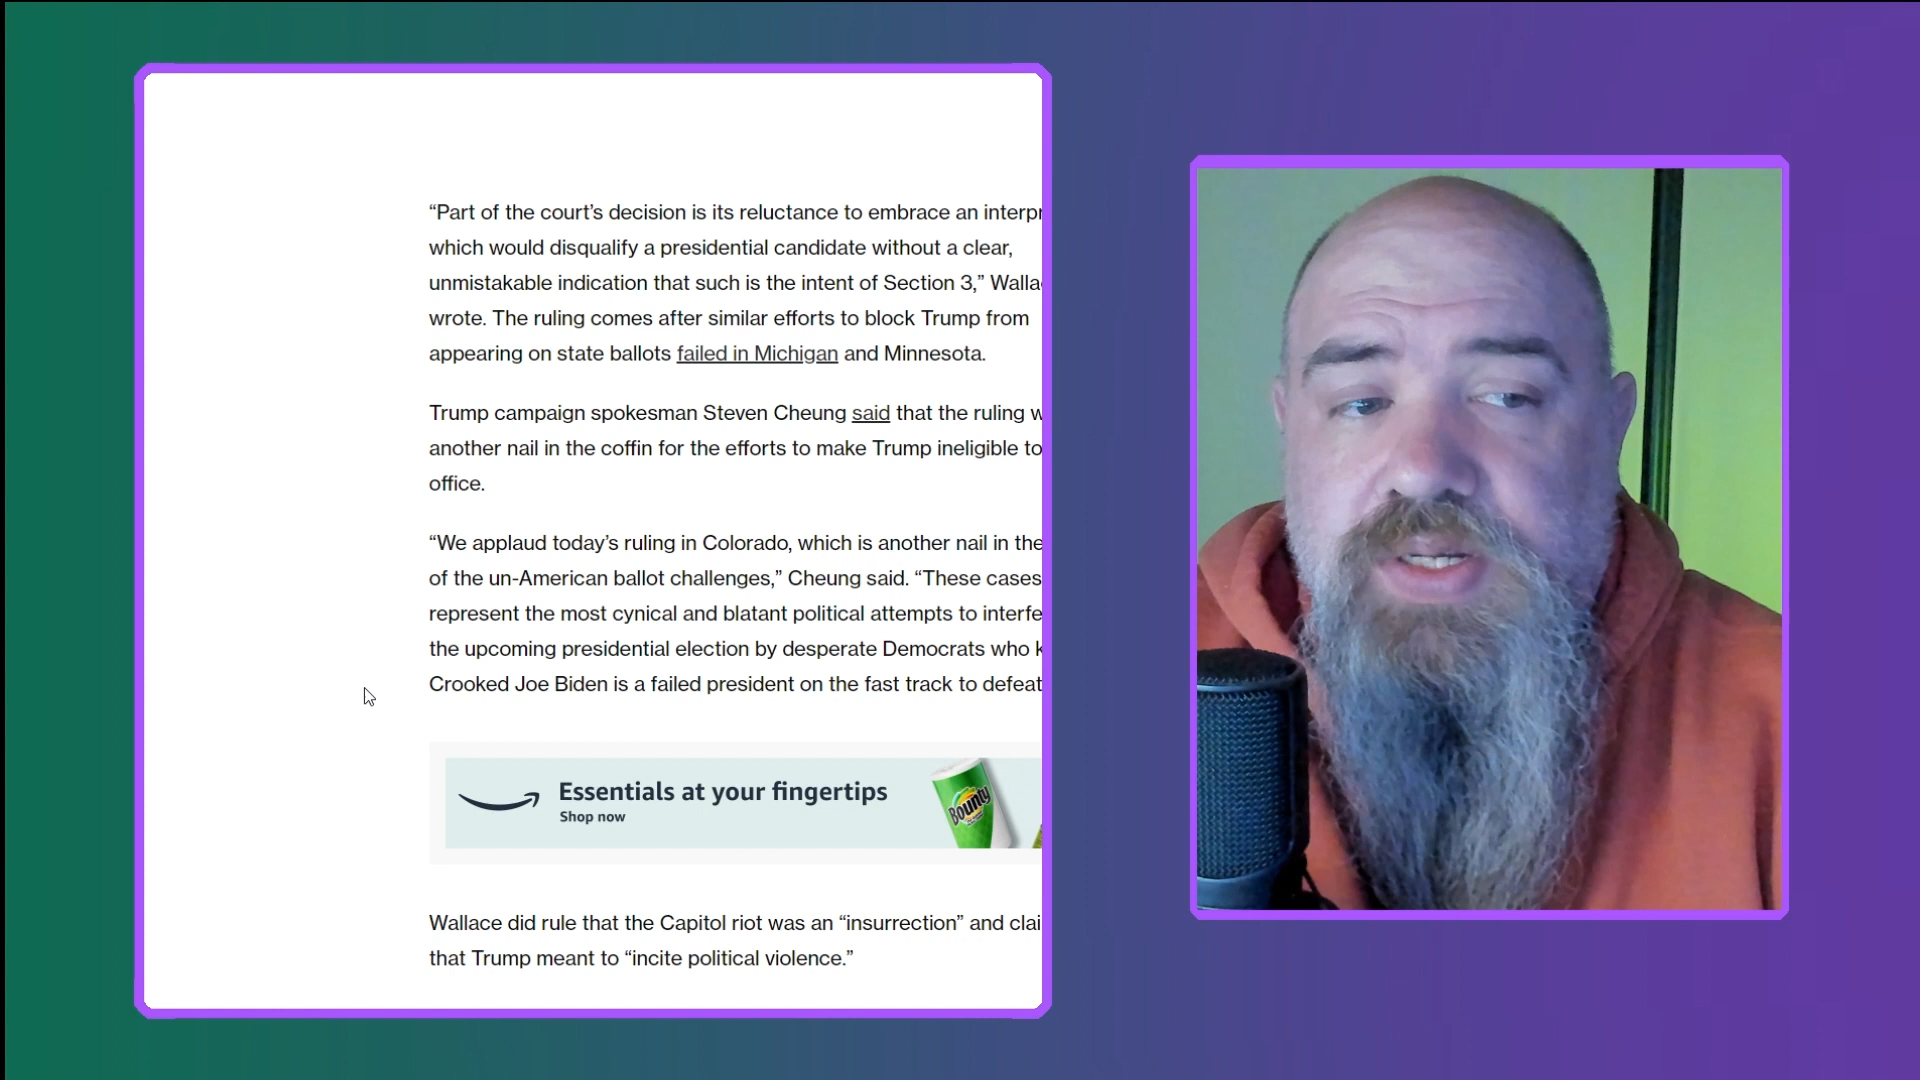 “Part of the court’s decision is its reluctance to embrace an
which would disqualify a presidential candidate without a clear,
unmistakable indication that such is the intent of Section 3,”
wrote. The ruling comes after similar efforts to block Trump from
appearing on state ballots failed in Michigan and Minnesota.
Trump campaign spokesman Steven Cheung said that the ruling
another nail in the coffin for the efforts to make Trump ineligible to
office.
“We applaud today’s ruling in Colorado, which is another nail in the
of the un-American ballot challenges,” Cheung said. “These cases
represent the most cynical and blatant political attempts to
the upcoming presidential election by desperate Democrats who
Crooked Joe Biden is a failed president on the fast track to defeat
Essentials at your fingertips
Shop now
Bounty
Wallace did rule that the Capitol riot was an “insurrection” and
that Trump meant to “incite political violence.”